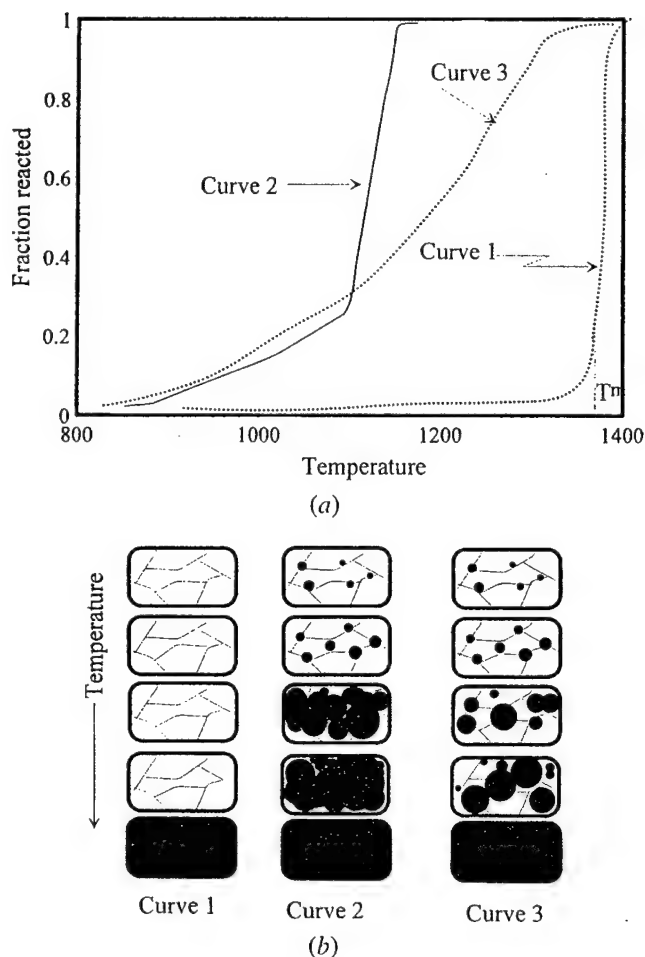 1
0.8
0.6
0.4
0.2
0
Fraction reacted
Curve 3
Curve 2
Curve 1
Tm
800
1000
1200
1400
Temperature
(a)
Temperature
Curve 1
Curve 2
Curve 3
(b)